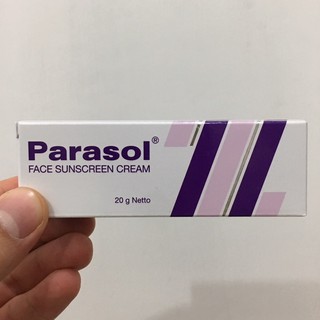 Parasol®
FACE SUNSCREEN CREAM
20 g Netto